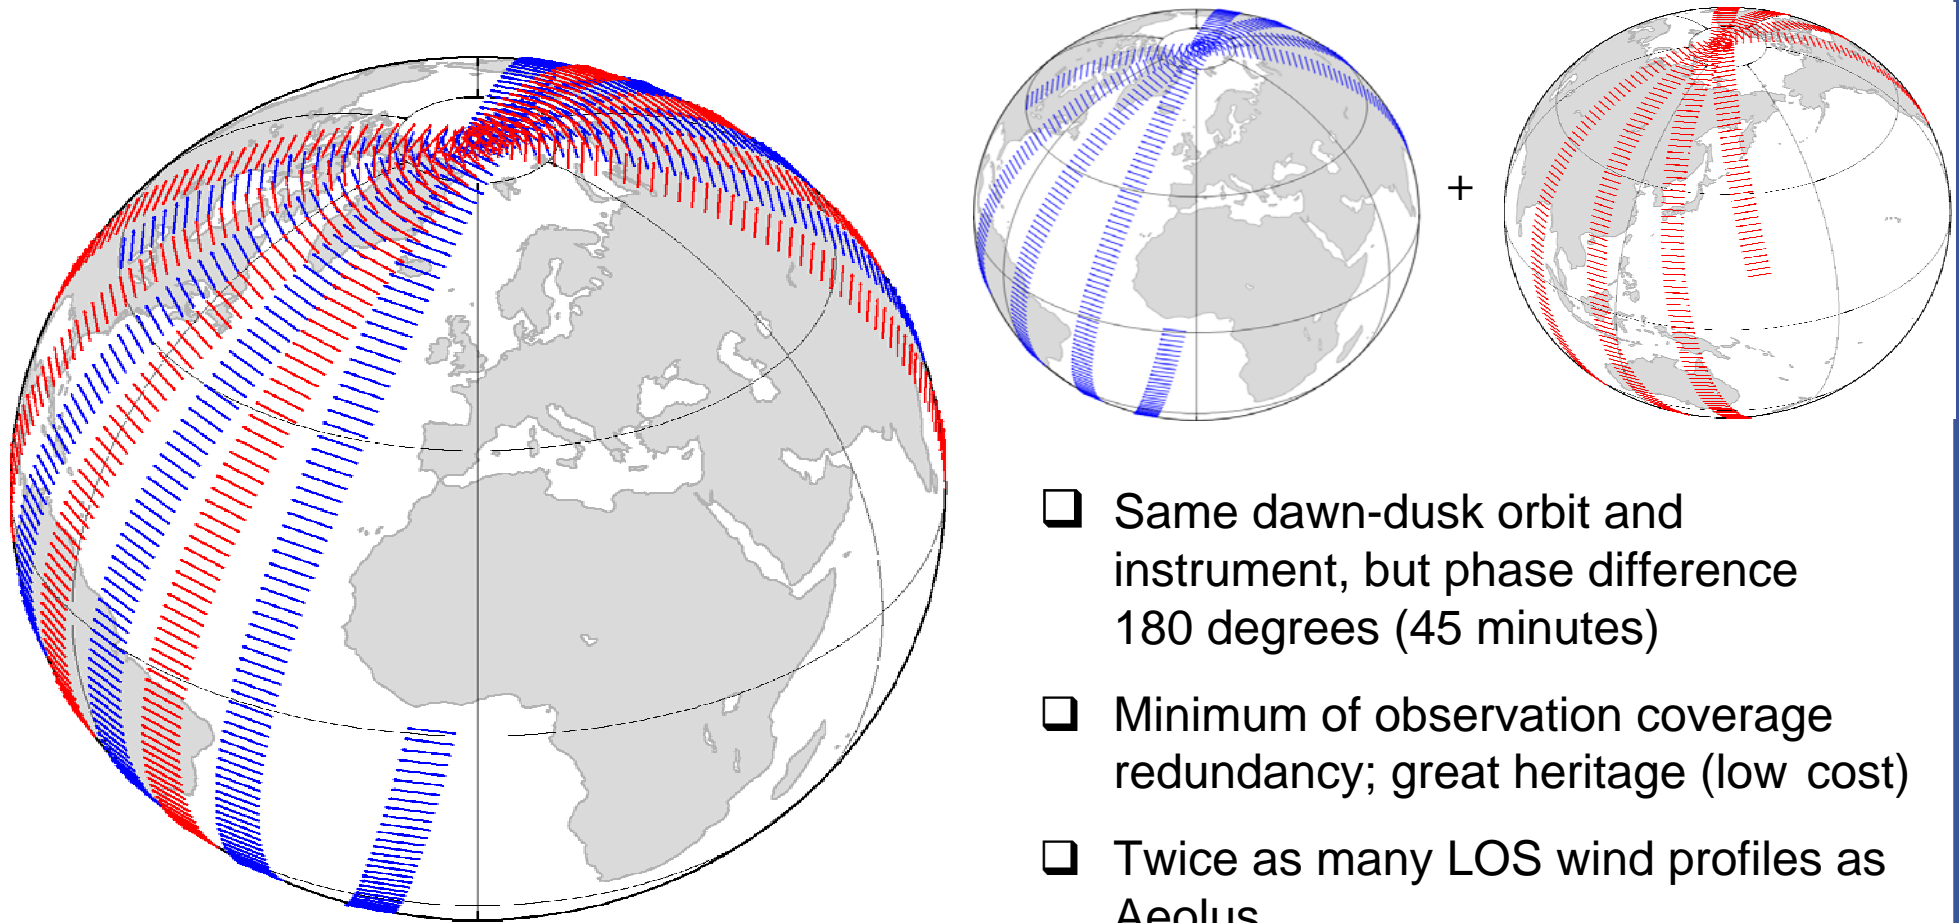 +
❑ Same dawn-dusk orbit and
instrument, but phase difference
180 degrees (45 minutes)
❑ Minimum of observation coverage
redundancy; great heritage (low cost)
❑ Twice as many LOS wind profiles as
Aeolus